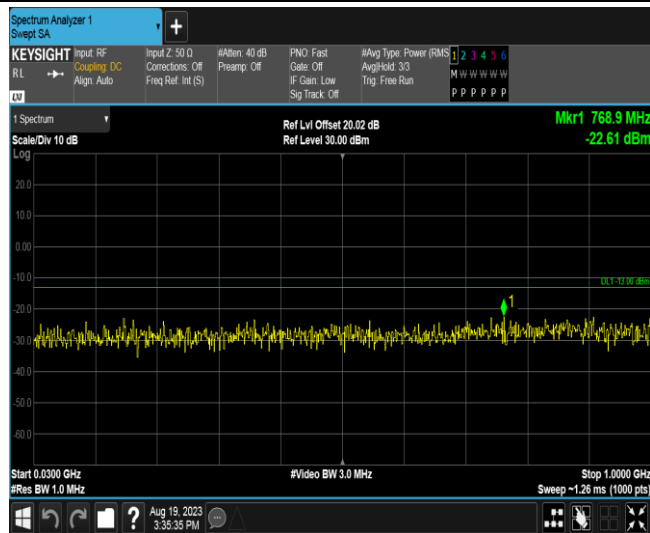 Spectrum Analyzer 1
Swept SA
+
KEYSIGHT
RL
Input: RF
Coupling: DC
Align: Auto
Input Z: 50 Ω
Corrections: Off
Freq Ref: Int (S)
#Atten: 40 dB
Preamp: Off
PNO: Fast
Gate: Off
IF Gain: Low
Sig Track: Off
#Avg Type: Power (RMS
Avg|Hold: 3/3
Trig: Free Run
1 2 3 4 5 6
M W W W W W
P P P P P P
1 Spectrum
Scale/Div 10 dB
Log
Ref Lvl Offset 20.02 dB
Ref Level 30.00 dBm
Mkr1 768.9 MHz
-22.61 dBm
20.0
10.0
0.00
-10.0
DL1 -13.00 dBm
-20.0
1
-30.0
-40.0
-50.0
-60.0
Start 0.0300 GHz
#Res BW 1.0 MHz
#Video BW 3.0 MHz
Stop 1.0000 GHz
Sweep ~1.26 ms (1000 pts)
?
Aug 19, 2023
3:35:35 PM